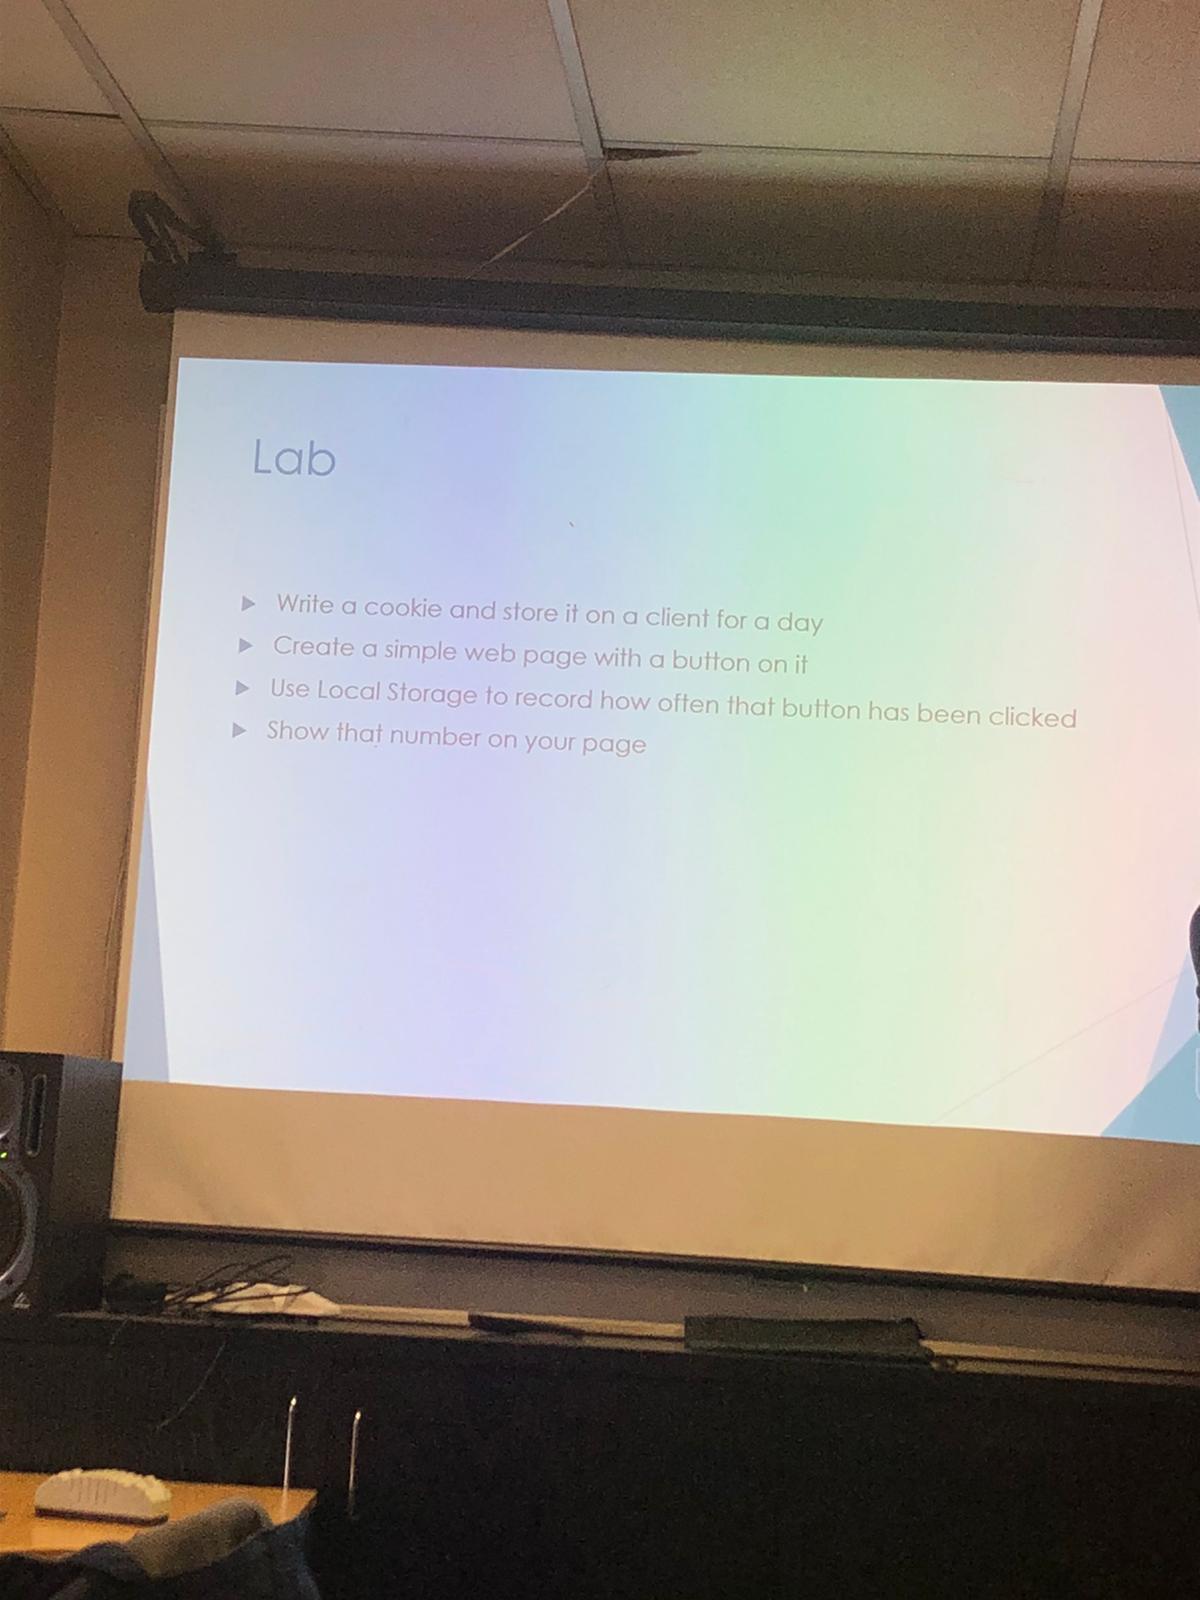 Lab
Write a cookie and store it on a client for a day
Create a simple web page with a button on it
Use Local Storage to record how often that button has been clicked
Show that number on your page